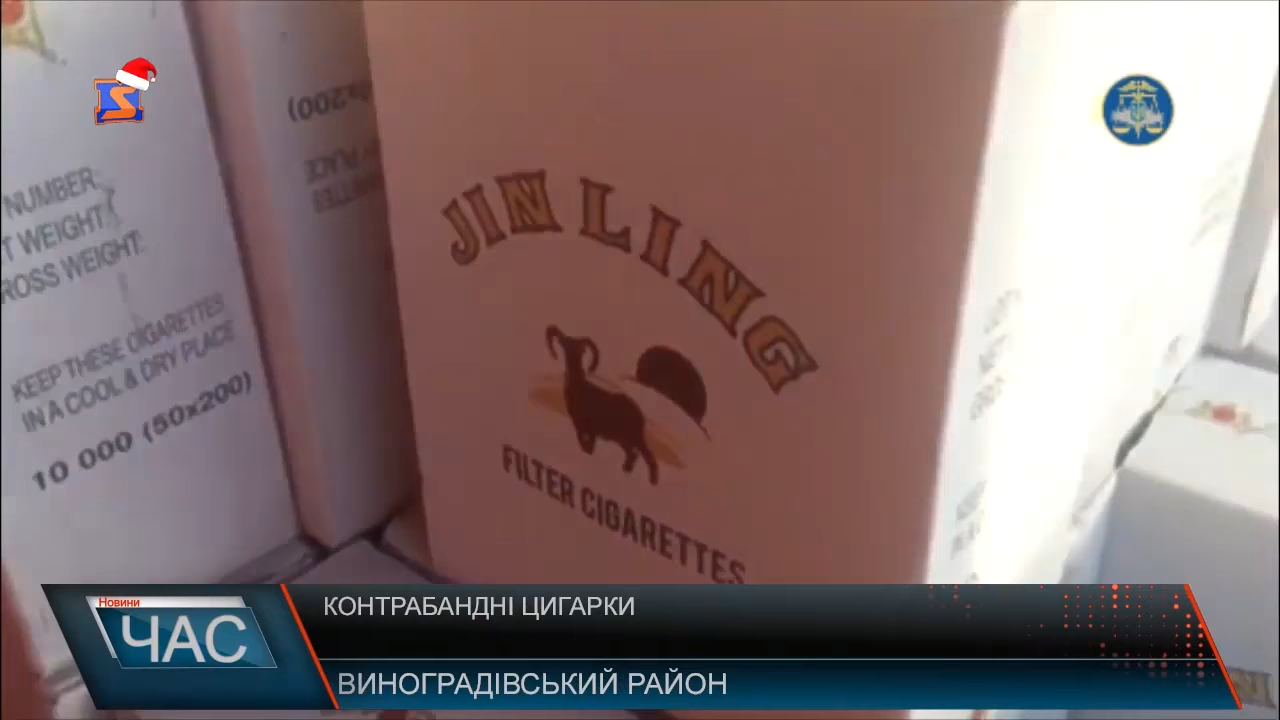 NUMBER
WEIGHT:
ROSS WEIGHT:
KEEP THESE CIGARETTES
IN A COOL & DRY PLACE
10 000 (50x200)
JIN LING
FILTER CIGARETTES
Новини
ЧАС
КОНТРАБАНДНІ ЦИГАРКИ
ВИНОГРАДІВСЬКИЙ РАЙОН